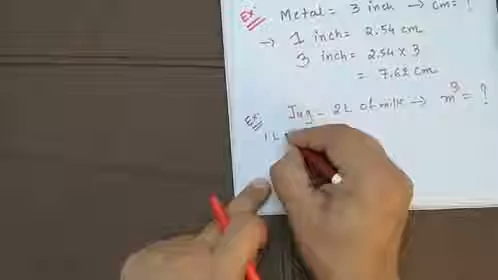 Ex: Metal = 3 inch → cm = ?
→ 1 inch = 2.54 cm
3 inch = 2.54 x 3
= 7.62 cm
Ex: Jug - 2L of milk → m³ = ?
1L